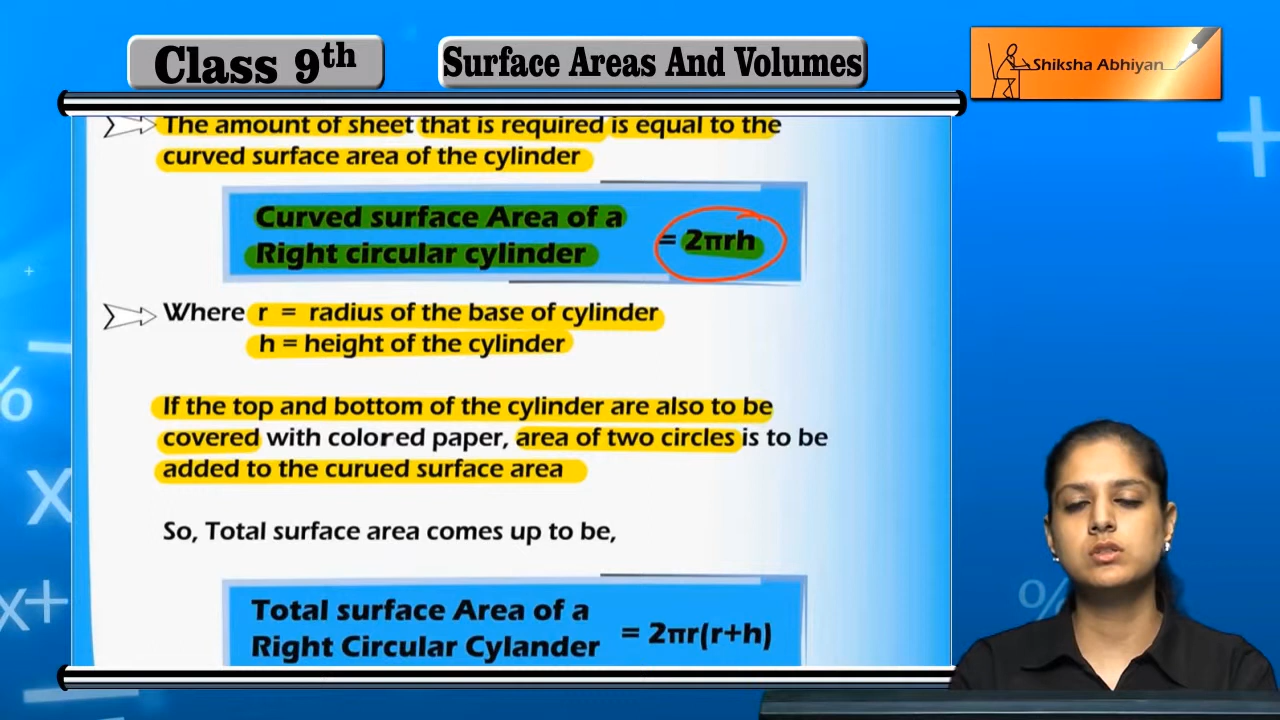 Class 9th
Surface Areas And Volumes
Shiksha Abhiyan
The amount of sheet that is required is equal to the
curved surface area of the cylinder
Curved surface Area of a
Right circular cylinder
= 2πrh
Where r = radius of the base of cylinder
h = height of the cylinder
If the top and bottom of the cylinder are also to be
covered with colored paper, area of two circles is to be
added to the curued surface area
So, Total surface area comes up to be,
Total surface Area of a
Right Circular Cylander
= 2πr(r+h)
%
x
x+
%
+